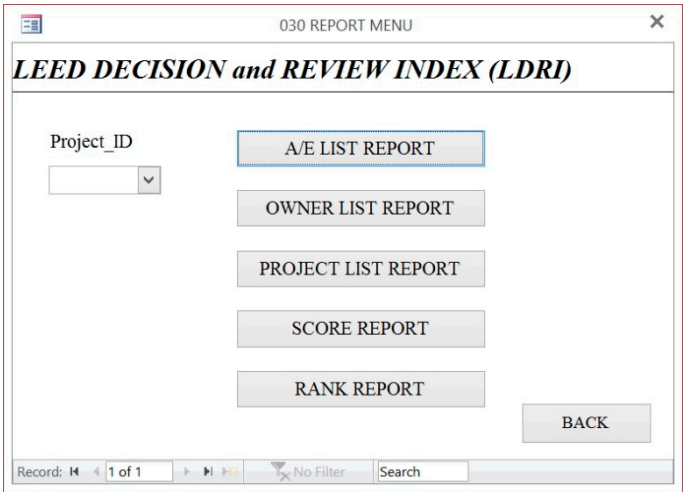 030 REPORT MENU
LEED DECISION and REVIEW INDEX (LDRI)
Project_ID
A/E LIST REPORT
OWNER LIST REPORT
PROJECT LIST REPORT
SCORE REPORT
RANK REPORT
BACK
Record: 1 of 1 No Filter Search